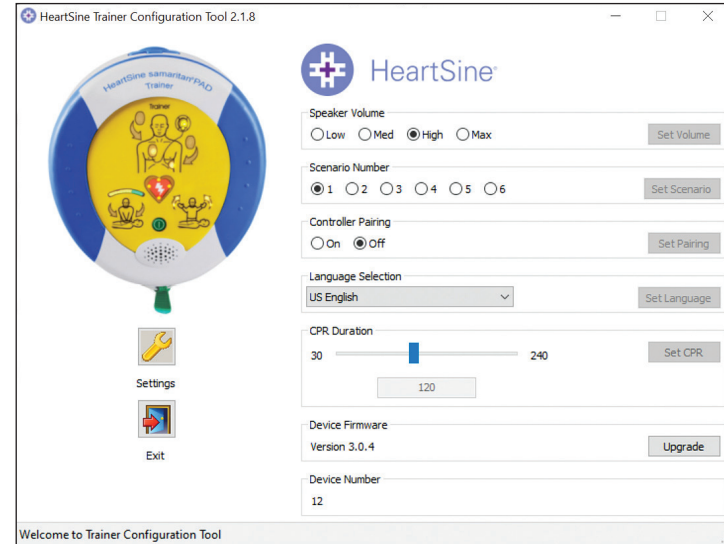 HeartSine Trainer Configuration Tool 2.1.8
HeartSine samaritan PAD
Trainer
Trainer
HeartSine
Speaker Volume
Low Med High Max Set Volume
Scenario Number
1 2 3 4 5 6 Set Scenario
Controller Pairing
On Off Set Pairing
Language Selection
US English Set Language
CPR Duration
30 240 Set CPR
120
Settings
Device Firmware
Version 3.0.4 Upgrade
Exit
Device Number
12
Welcome to Trainer Configuration Tool